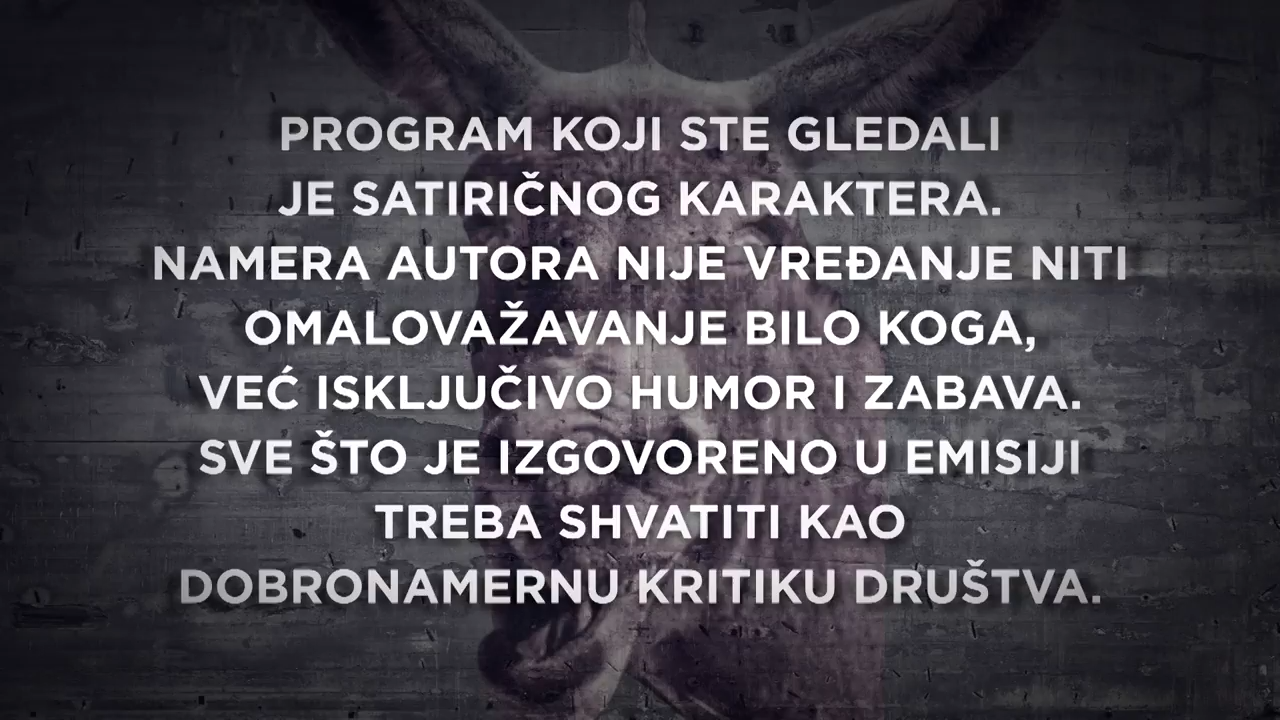 PROGRAM KOJI STE GLEDALI
JE SATIRIČNOG KARAKTERA.
NAMERA AUTORA NIJE VREĐANJE NITI
OMALOVAŽAVANJE BILO KOGA,
VEĆ ISKLJUČIVO HUMOR I ZABAVA.
SVE ŠTO JE IZGOVORENO U EMISIJI
TREBA SHVATITI KAO
DOBRONAMERNU KRITIKU DRUŠTVA.